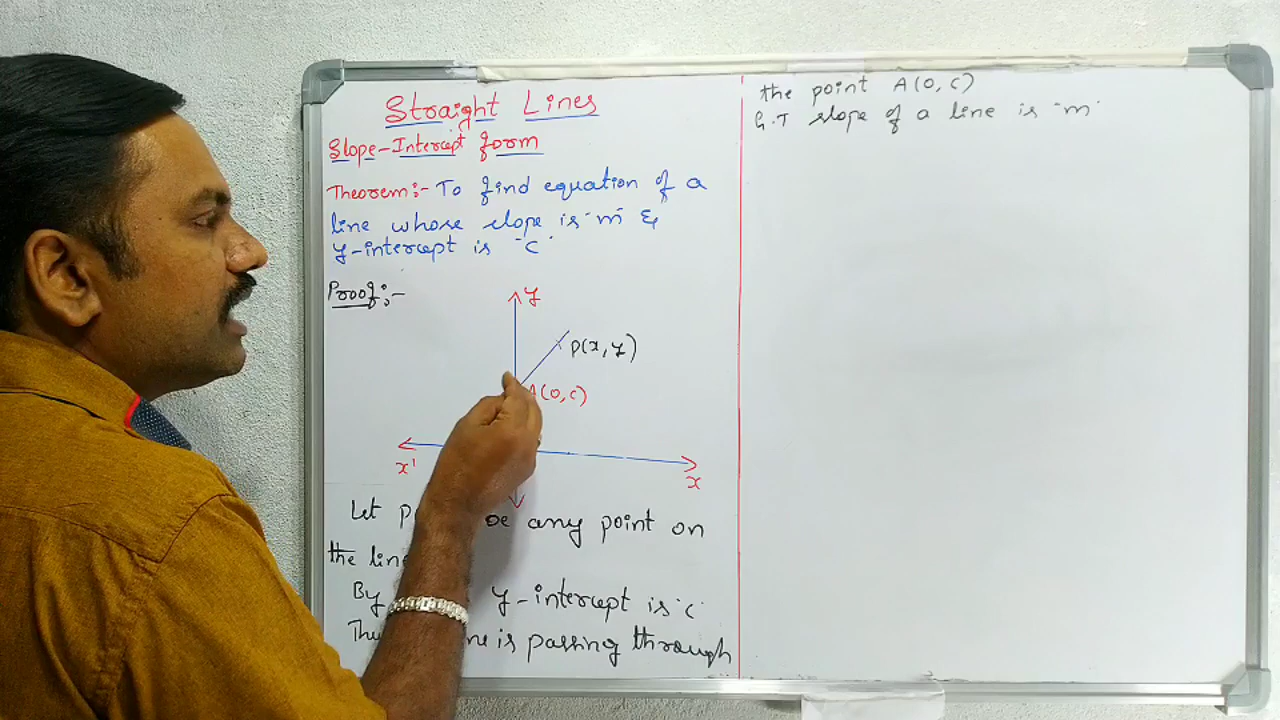 Straight Lines
Slope-Intercept form
Theorem:- To find equation of a
line whose slope is 'm' &
y-intercept is 'c'
Proof:-
y
P(x, y)
A(0, c)
x'
x
Let be any point on
the line
By y-intercept is 'c'
is passing through
the point A(0, c)
G.T slope of a line is 'm'